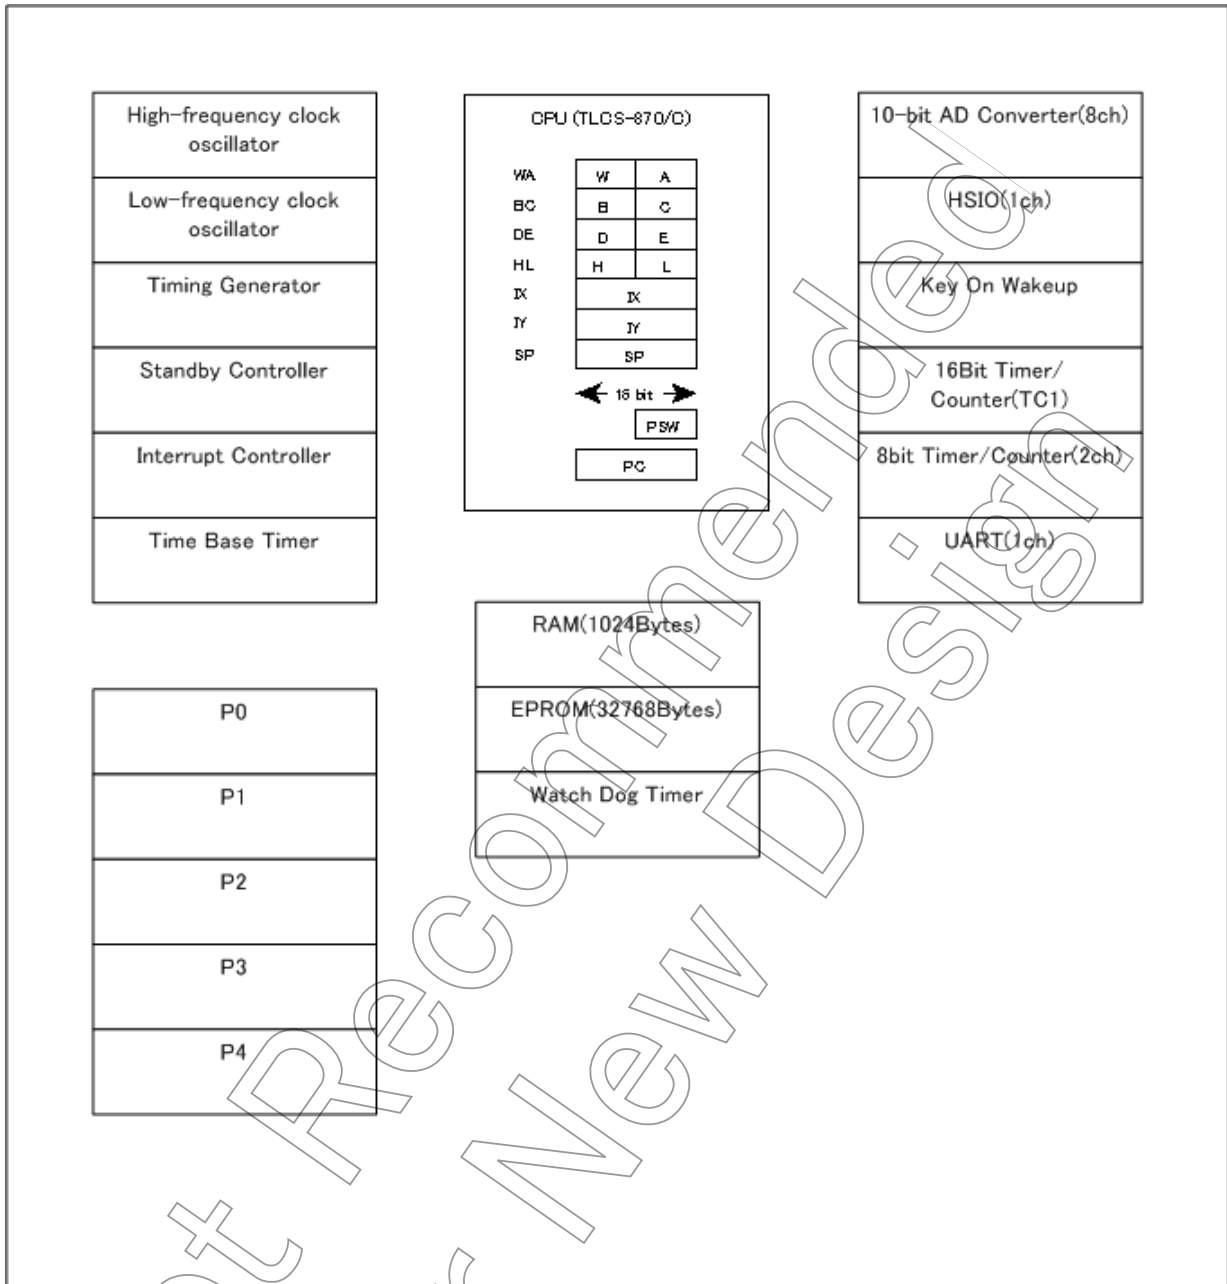 High-frequency clock
oscillator
Low-frequency clock
oscillator
Timing Generator
Standby Controller
Interrupt Controller
Time Base Timer
CPU (TLCS-870/C)
WA W A
BC B C
DE D E
HL H L
IX IX
IY IY
SP SP
16 bit
PSW
PC
10-bit AD Converter(8ch)
HSIO(1ch)
Key On Wakeup
16Bit Timer/
Counter(TC1)
8bit Timer/Counter(2ch)
UART(1ch)
RAM(1024Bytes)
EPROM(32768Bytes)
Watch Dog Timer
P0
P1
P2
P3
P4
t Recommended
r New Design